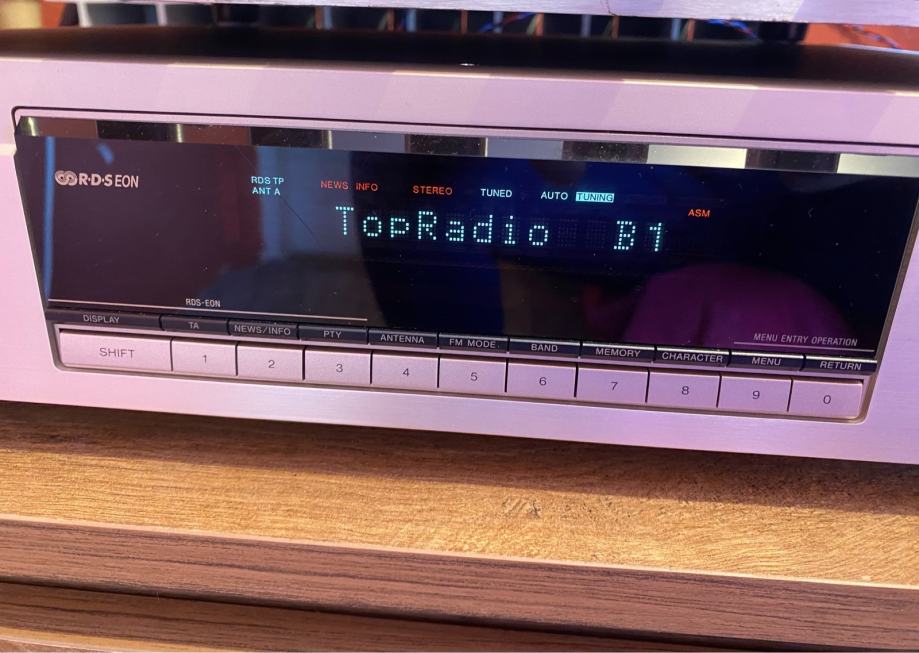 R·D·S EON
RDS TP
ANT A
NEWS INFO STEREO TUNED AUTO TUNING
ASM
TopRadio B1
RDS-EON
MENU ENTRY OPERATION
DISPLAY TA NEWS/INFO PTY ANTENNA FM MODE. BAND MEMORY CHARACTER MENU RETURN
SHIFT 1 2 3 4 5 6 7 8 9 0